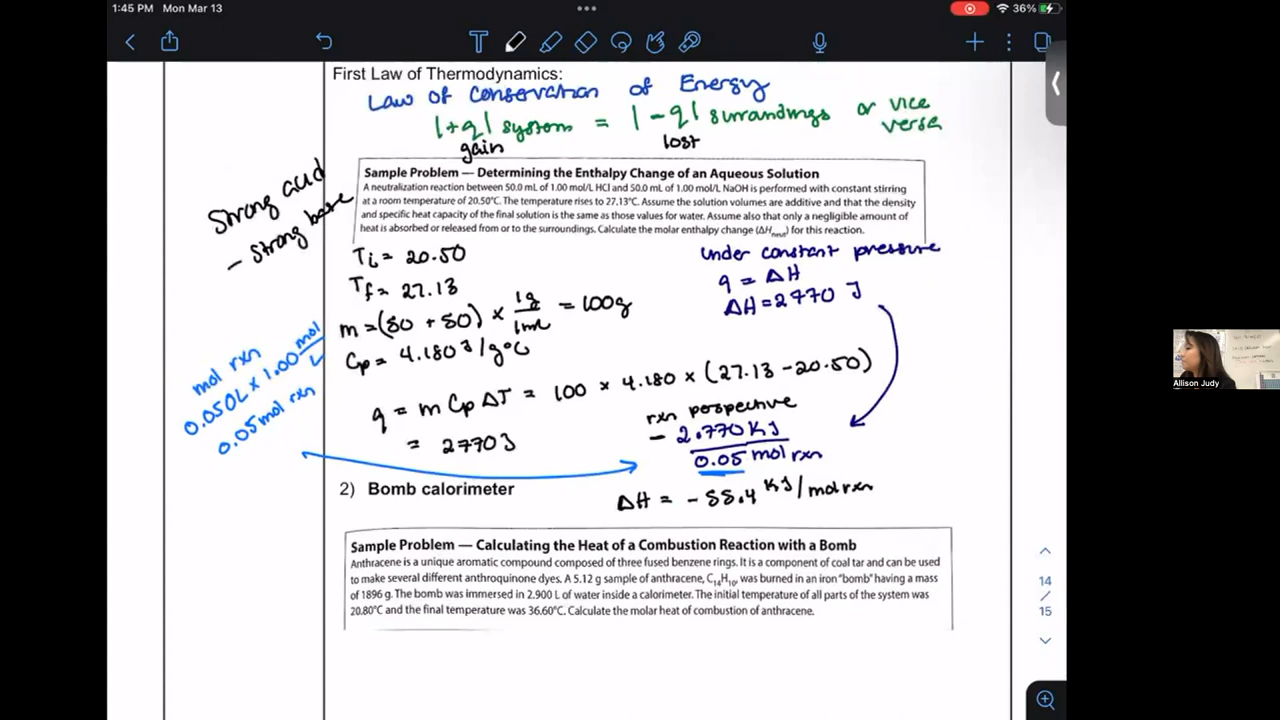 1:45 PM Mon Mar 13
36%
First Law of Thermodynamics:
Law of Conservation of Energy
|+q| system = |-q| surrandings or vice versa
gain lost
Strong acid
- strong base
Sample Problem — Determining the Enthalpy Change of an Aqueous Solution
A neutralization reaction between 50.0 mL of 1.00 mol/L HCl and 50.0 mL of 1.00 mol/L NaOH is performed with constant stirring
at a room temperature of 20.50°C. The temperature rises to 27.13°C. Assume the solution volumes are additive and that the density
and specific heat capacity of the final solution is the same as those values for water. Assume also that only a negligible amount of
heat is absorbed or released from or to the surroundings. Calculate the molar enthalpy change (ΔHneut) for this reaction.
Ti = 20.50
Tf = 27.13
m = (50 + 50) × 1g/1mL = 100g
Cp = 4.180 J/g°C
under constant pressure
q = ΔH
ΔH = 2770 J
mol rxn
0.050L × 1.00 mol/L
0.05 mol rxn
q = m Cp ΔT = 100 × 4.180 × (27.13 - 20.50)
= 2770J
rxn pospective
- 2.770 KJ
0.05 mol rxn
ΔH = -55.4 KJ/mol rxn
2) Bomb calorimeter
Sample Problem — Calculating the Heat of a Combustion Reaction with a Bomb
Anthracene is a unique aromatic compound composed of three fused benzene rings. It is a component of coal tar and can be used
to make several different anthroquinone dyes. A 5.12 g sample of anthracene, C14H10, was burned in an iron "bomb" having a mass
of 1896 g. The bomb was immersed in 2.900 L of water inside a calorimeter. The initial temperature of all parts of the system was
20.80°C and the final temperature was 36.60°C. Calculate the molar heat of combustion of anthracene.
14
/
15
Allison Judy